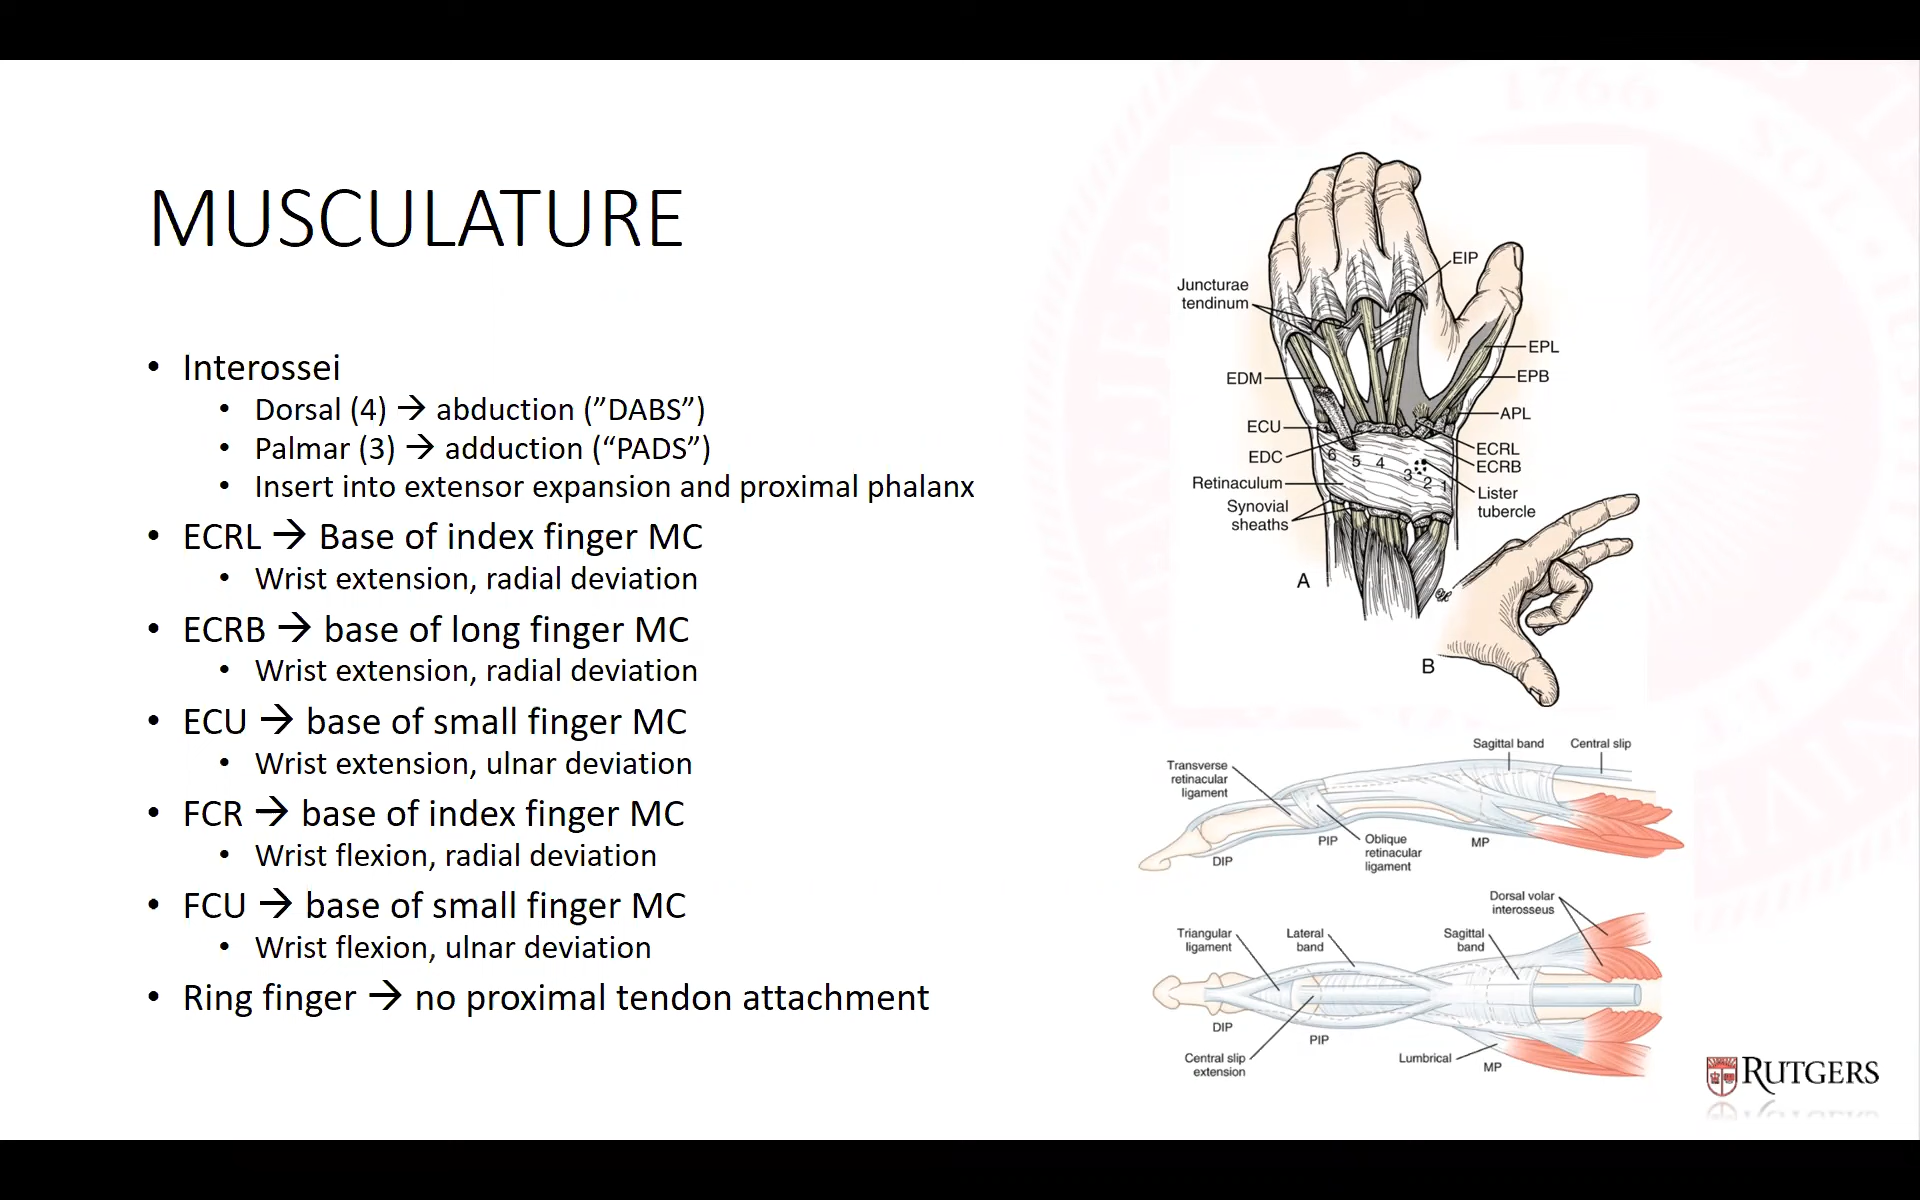 MUSCULATURE
• Interossei
• Dorsal (4) → abduction (”DABS”)
• Palmar (3) → adduction (“PADS”)
• Insert into extensor expansion and proximal phalanx
• ECRL → Base of index finger MC
• Wrist extension, radial deviation
• ECRB → base of long finger MC
• Wrist extension, radial deviation
• ECU → base of small finger MC
• Wrist extension, ulnar deviation
• FCR → base of index finger MC
• Wrist flexion, radial deviation
• FCU → base of small finger MC
• Wrist flexion, ulnar deviation
• Ring finger → no proximal tendon attachment
1766
EIP
Juncturae
tendinum
EPL
EDM
EPB
APL
ECU
ECRL
EDC
ECRB
6 5 4 3 2 1
Retinaculum
Lister
tubercle
Synovial
sheaths
A
B
Sagittal band
Central slip
Transverse
retinacular
ligament
PIP
Oblique
retinacular
ligament
MP
DIP
Dorsal volar
interosseus
Triangular
ligament
Lateral
band
Sagittal
band
DIP
PIP
Central slip
extension
Lumbrical
MP
RUTGERS